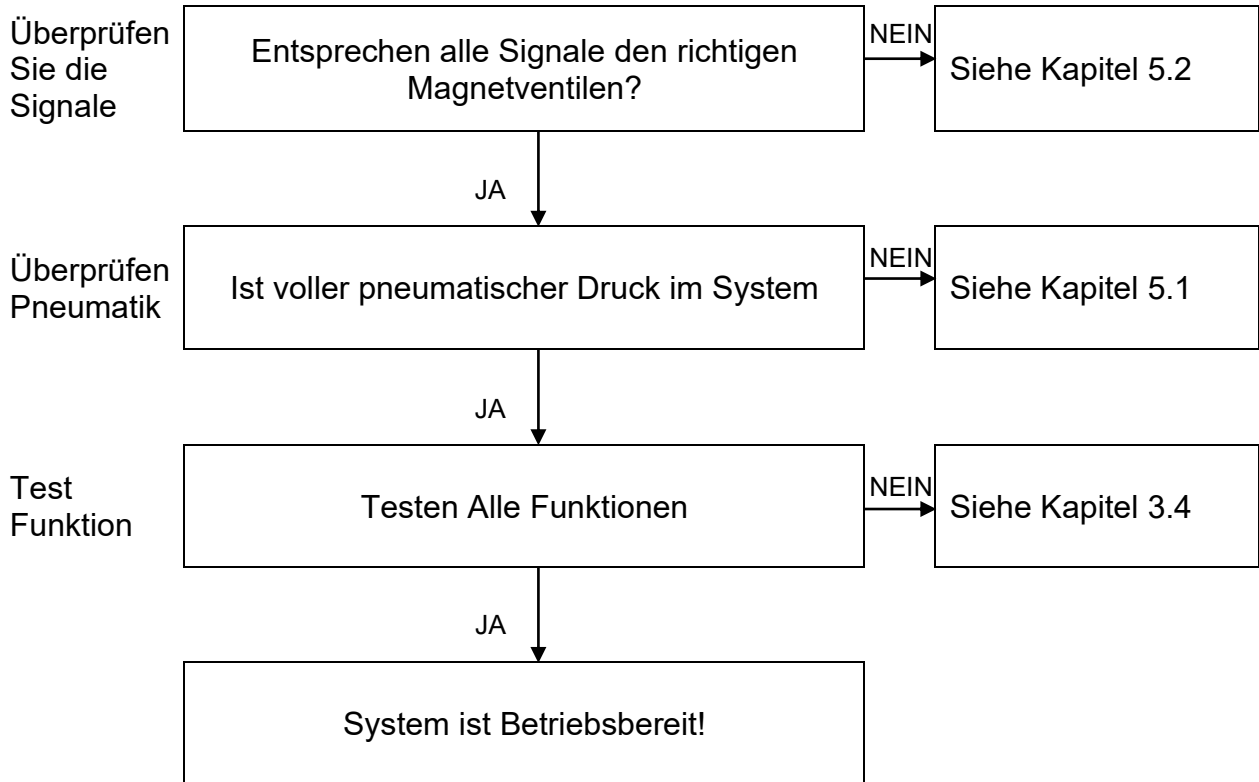 Überprüfen
Sie die
Signale
Entsprechen alle Signale den richtigen
Magnetventilen?
NEIN
Siehe Kapitel 5.2
JA
Überprüfen
Pneumatik
Ist voller pneumatischer Druck im System
NEIN
Siehe Kapitel 5.1
JA
Test
Funktion
Testen Alle Funktionen
NEIN
Siehe Kapitel 3.4
JA
System ist Betriebsbereit!